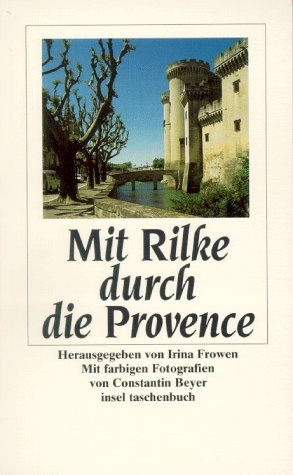 Mit Rilke
durch
die Provence
Herausgegeben von Irina Frowen
Mit farbigen Fotografien
von Constantin Beyer
insel taschenbuch